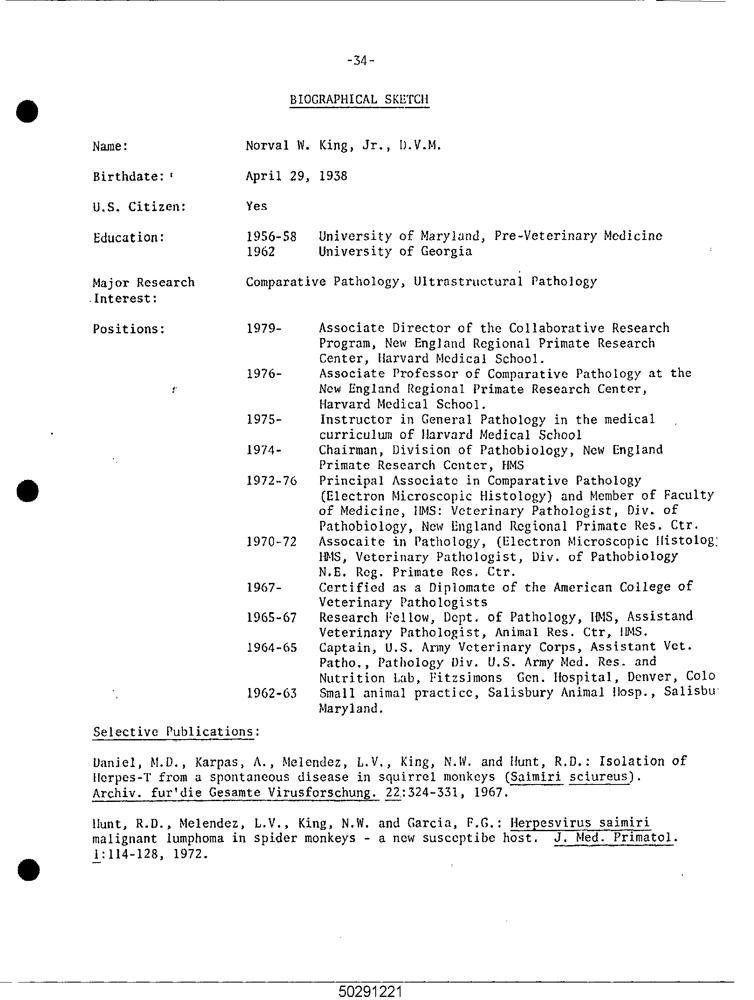 -34-
BIOGRAPHICAL SKETCH
Name: Norval W. King, Jr., D.V.M.
Birthdate: April 29, 1938
U.S. Citizen: Yes
Education: 1956-58 University of Maryland, Pre-Veterinary Medicine
1962 University of Georgia
Major Research Comparative Pathology, Ultrastructural Pathology
Interest:
Positions: 1979- Associate Director of the Collaborative Research
Program, New England Regional Primate Research
Center, Harvard Medical School.
1976- Associate Professor of Comparative Pathology at the
New England Regional Primate Research Center,
Harvard Medical School.
1975- Instructor in General Pathology in the medical
curriculum of Harvard Medical School
1974- Chairman, Division of Pathobiology, New England
Primate Research Center, HMS
1972-76 Principal Associate in Comparative Pathology
(Electron Microscopic Histology) and Member of Faculty
of Medicine, HMS: Veterinary Pathologist, Div. of
Pathobiology, New England Regional Primate Res. Ctr.
1970-72 Assocaite in Pathology, (Electron Microscopic Histolog
HMS, Veterinary Pathologist, Div. of Pathobiology
N.E. Reg. Primate Res. Ctr.
1967- Certified as a Diplomate of the American College of
Veterinary Pathologists
1965-67 Research Fellow, Dept. of Pathology, HMS, Assistand
Veterinary Pathologist, Animal Res. Ctr, HMS.
1964-65 Captain, U.S. Army Veterinary Corps, Assistant Vet.
Patho., Pathology Div. U.S. Army Med. Res. and
Nutrition Lab, Fitzsimons Gen. Hospital, Denver, Colo
1962-63 Small animal practice, Salisbury Animal Hosp., Salisbu
Maryland.
Selective Publications:
Daniel, M.D., Karpas, A., Melendez, L.V., King, N.W. and Hunt, R.D.: Isolation of
Herpes-T from a spontaneous disease in squirrel monkeys (Saimiri sciureus).
Archiv. fur'die Gesamte Virusforschung. 22:324-331, 1967.
Hunt, R.D., Melendez, L.V., King, N.W. and Garcia, F.G.: Herpesvirus saimiri
malignant lumphoma in spider monkeys - a new susceptibe host. J. Med. Primatol.
1:114-128, 1972.
50291221